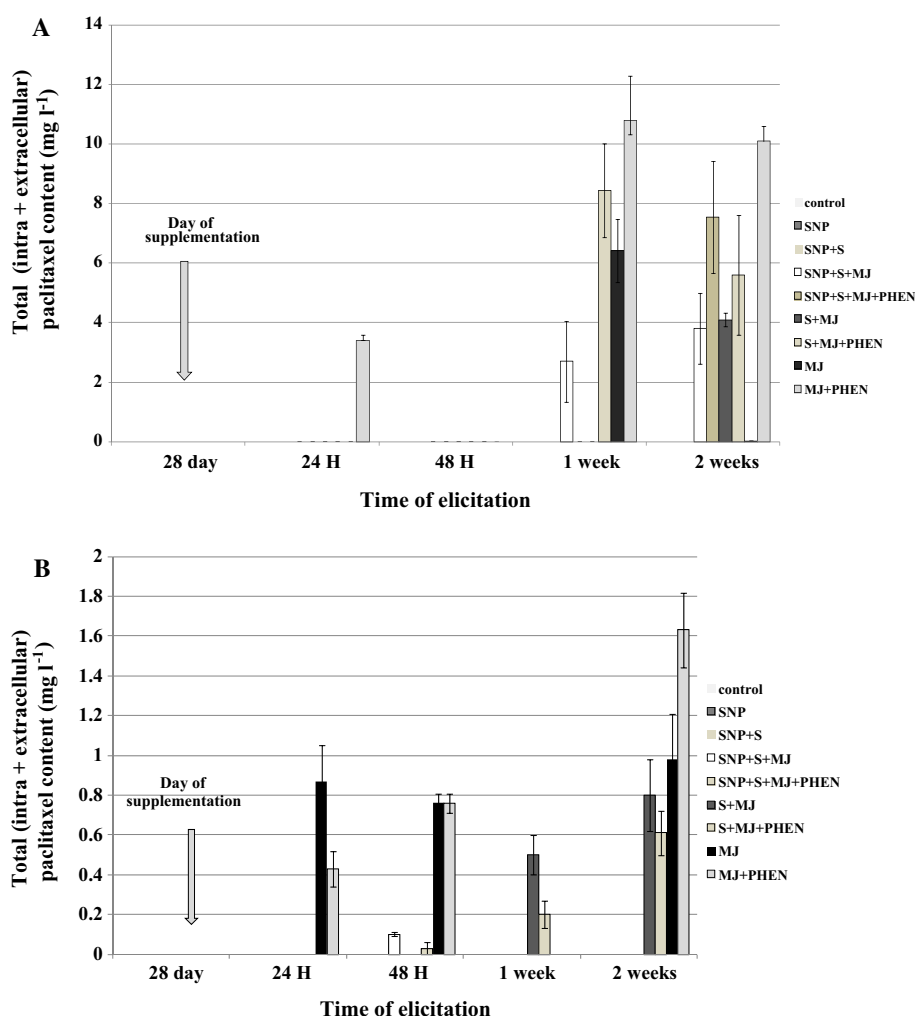 A
Total (intra + extracellular)
paclitaxel content (mg l-1)
14
12
10
8
6
4
2
0
Day of
supplementation
28 day
24 H
48 H
1 week
2 weeks
Time of elicitation
control
SNP
SNP+S
SNP+S+MJ
SNP+S+MJ+PHEN
S+MJ
S+MJ+PHEN
MJ
MJ+PHEN
B
Total (intra + extracellular)
paclitaxel content (mg l-1)
2
1.8
1.6
1.4
1.2
1
0.8
0.6
0.4
0.2
0
Day of
supplementation
28 day
24 H
48 H
1 week
2 weeks
Time of elicitation
control
SNP
SNP+S
SNP+S+MJ
SNP+S+MJ+PHEN
S+MJ
S+MJ+PHEN
MJ
MJ+PHEN